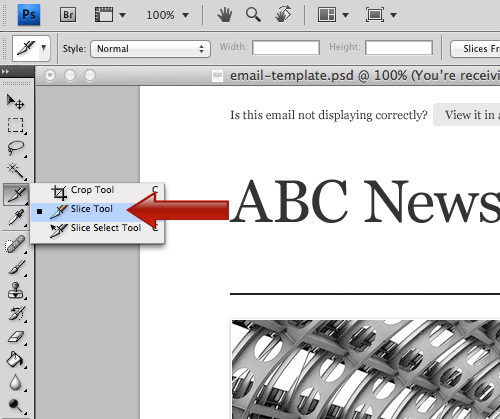 Ps Br 100%
Style: Normal Width: Height: Slices Fr
email-template.psd @ 100% (You're receivi
Is this email not displaying correctly? View it in a
Crop Tool C
Slice Tool
Slice Select Tool C
ABC News